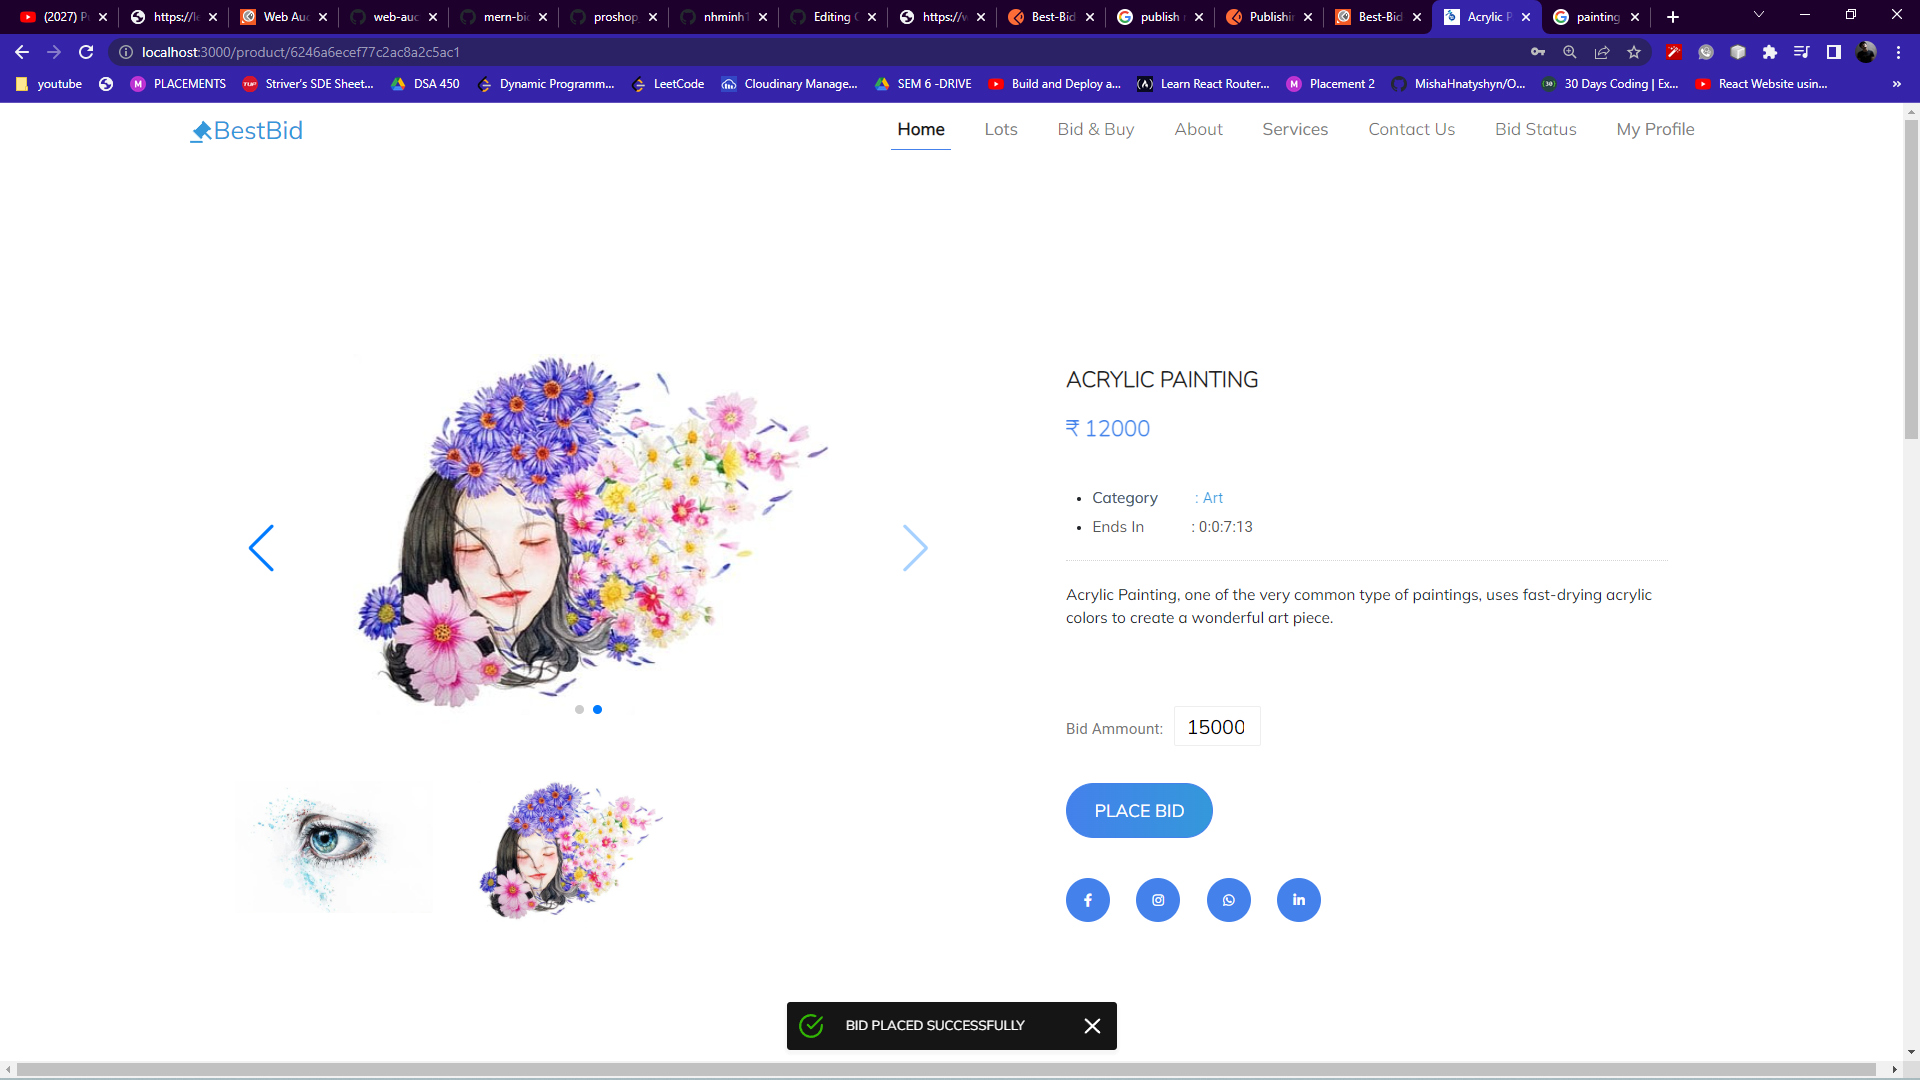 (2027) P
https://le
Web Auc
web-auc
mern-bid
proshop
nhminh1
Editing
https://w
Best-Bid
publish
Publishin
Best-Bid
Acrylic P
painting
localhost:3000/product/6246a6ecef77c2ac8a2c5ac1
youtube
PLACEMENTS
Striver's SDE Sheet...
DSA 450
Dynamic Programm...
LeetCode
Cloudinary Manage...
SEM 6 -DRIVE
Build and Deploy a...
Learn React Router...
Placement 2
MishaHnatyshyn/O...
30 Days Coding | Ex...
React Website usin...
»
BestBid
Home
Lots
Bid & Buy
About
Services
Contact Us
Bid Status
My Profile
ACRYLIC PAINTING
₹ 12000
• Category : Art
• Ends In : 0:0:7:13
Acrylic Painting, one of the very common type of paintings, uses fast-drying acrylic
colors to create a wonderful art piece.
Bid Ammount: 15000
PLACE BID
BID PLACED SUCCESSFULLY